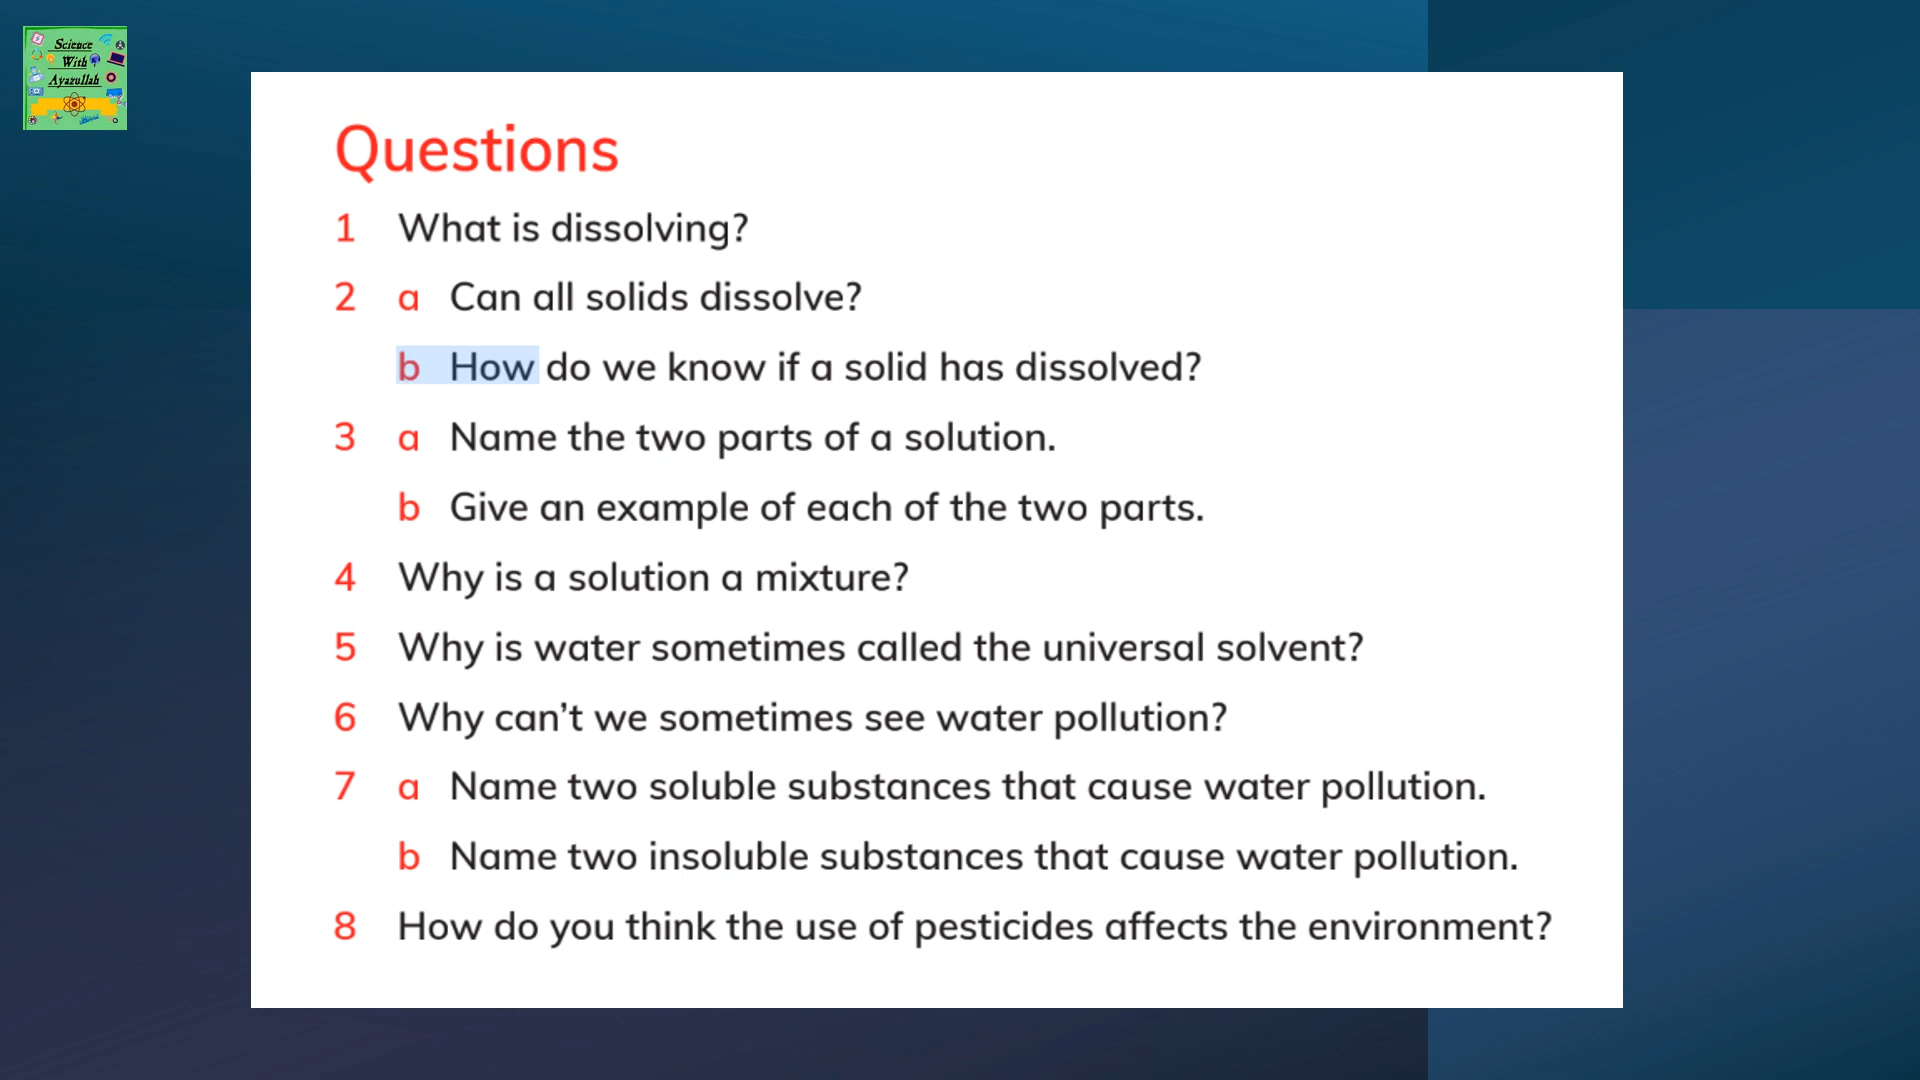 Science
With
Ayazullah
Questions
1 What is dissolving?
2 a Can all solids dissolve?
b How do we know if a solid has dissolved?
3 a Name the two parts of a solution.
b Give an example of each of the two parts.
4 Why is a solution a mixture?
5 Why is water sometimes called the universal solvent?
6 Why can’t we sometimes see water pollution?
7 a Name two soluble substances that cause water pollution.
b Name two insoluble substances that cause water pollution.
8 How do you think the use of pesticides affects the environment?